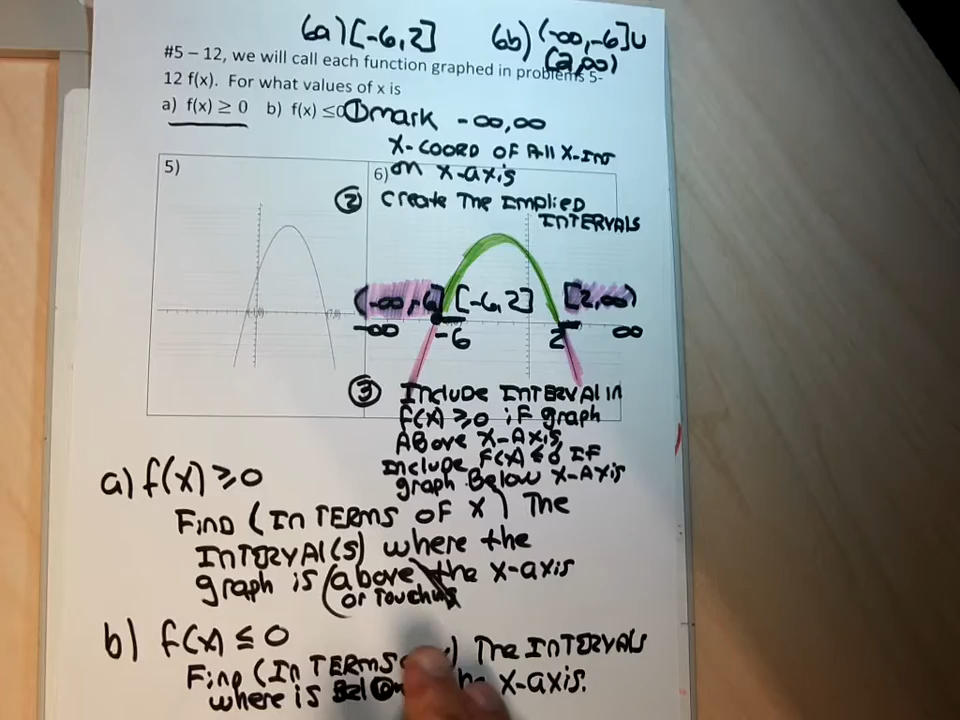 6a) [-6,2] 6b) (-∞,-6]U
[2,∞)
#5 – 12, we will call each function graphed in problems 5-
12 f(x). For what values of x is
a) f(x) ≥ 0 b) f(x) ≤0 ① mark -∞,∞
X-COORD OF All X-Int
on X-axis
5)
6)
② Create The Implied
INTERVALS
(-∞,-6] [-6,2] [2,∞)
-∞ -6 2 ∞
③ Include INTERVAL in
f(x) ≥0 if graph
Above X-Axis
Include f(x) ≤0 If
graph Below X-Axis
a) f(x) ≥ 0
Find (In TERMS OF X) The
INTERVAl(s) where the
graph is (above the x-axis
or Touching
b) f(x) ≤ 0
Find (In TERMS ) The INTERVALS
where is x-axis.